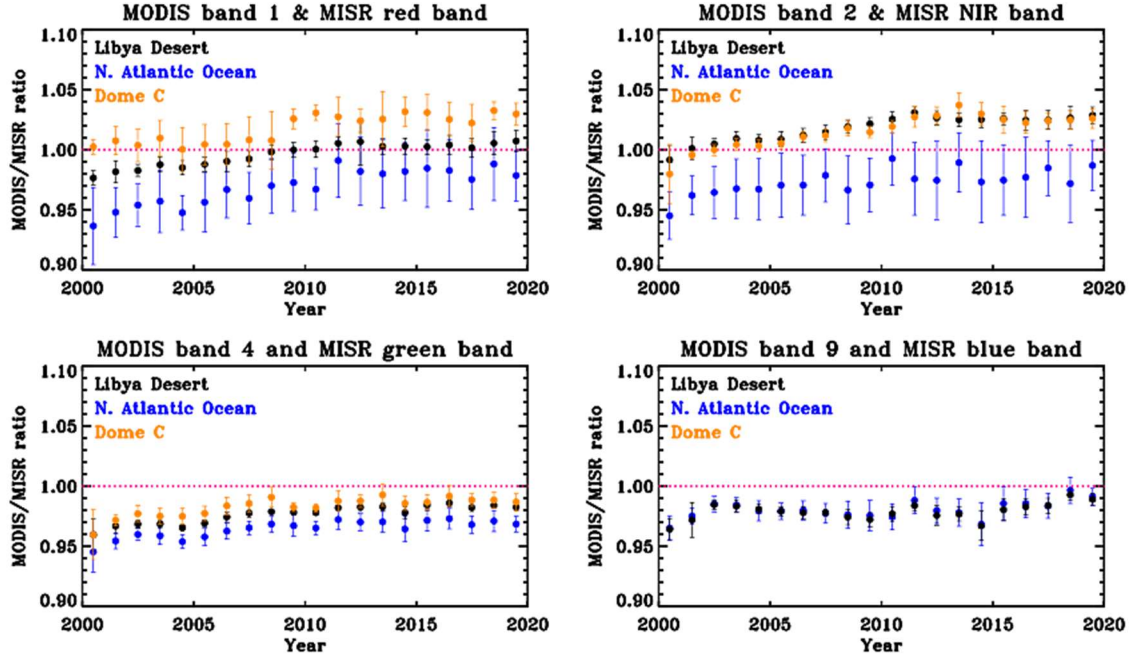 MODIS band 1 & MISR red band
MODIS/MISR ratio
1.10
1.05
1.00
0.95
0.90
Libya Desert
N. Atlantic Ocean
Dome C
2000 2005 2010 2015 2020
Year
MODIS band 2 & MISR NIR band
MODIS/MISR ratio
1.10
1.05
1.00
0.95
0.90
Libya Desert
N. Atlantic Ocean
Dome C
2000 2005 2010 2015 2020
Year
MODIS band 4 and MISR green band
MODIS/MISR ratio
1.10
1.05
1.00
0.95
0.90
Libya Desert
N. Atlantic Ocean
Dome C
2000 2005 2010 2015 2020
Year
MODIS band 9 and MISR blue band
MODIS/MISR ratio
1.10
1.05
1.00
0.95
0.90
Libya Desert
N. Atlantic Ocean
Dome C
2000 2005 2010 2015 2020
Year